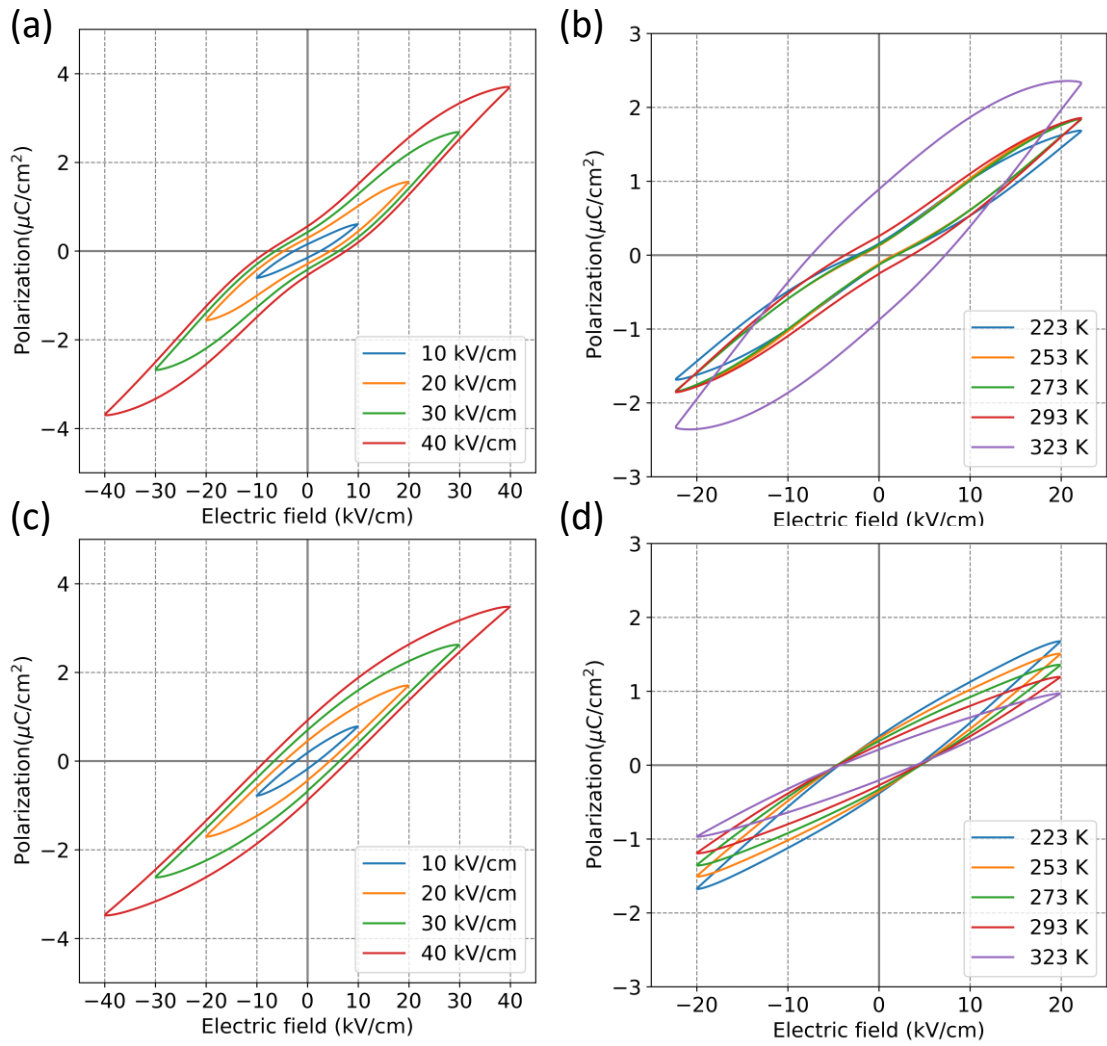 (a)
Polarization(μC/cm²)
4
2
0
−2
−4
−40 −30 −20 −10 0 10 20 30 40
Electric field (kV/cm)
10 kV/cm
20 kV/cm
30 kV/cm
40 kV/cm
(b)
Polarization(μC/cm²)
3
2
1
0
−1
−2
−3
−20 −10 0 10 20
Electric field (kV/cm)
223 K
253 K
273 K
293 K
323 K
(c)
Polarization(μC/cm²)
4
2
0
−2
−4
−40 −30 −20 −10 0 10 20 30 40
Electric field (kV/cm)
10 kV/cm
20 kV/cm
30 kV/cm
40 kV/cm
(d)
Polarization(μC/cm²)
3
2
1
0
−1
−2
−3
−20 −10 0 10 20
Electric field (kV/cm)
223 K
253 K
273 K
293 K
323 K